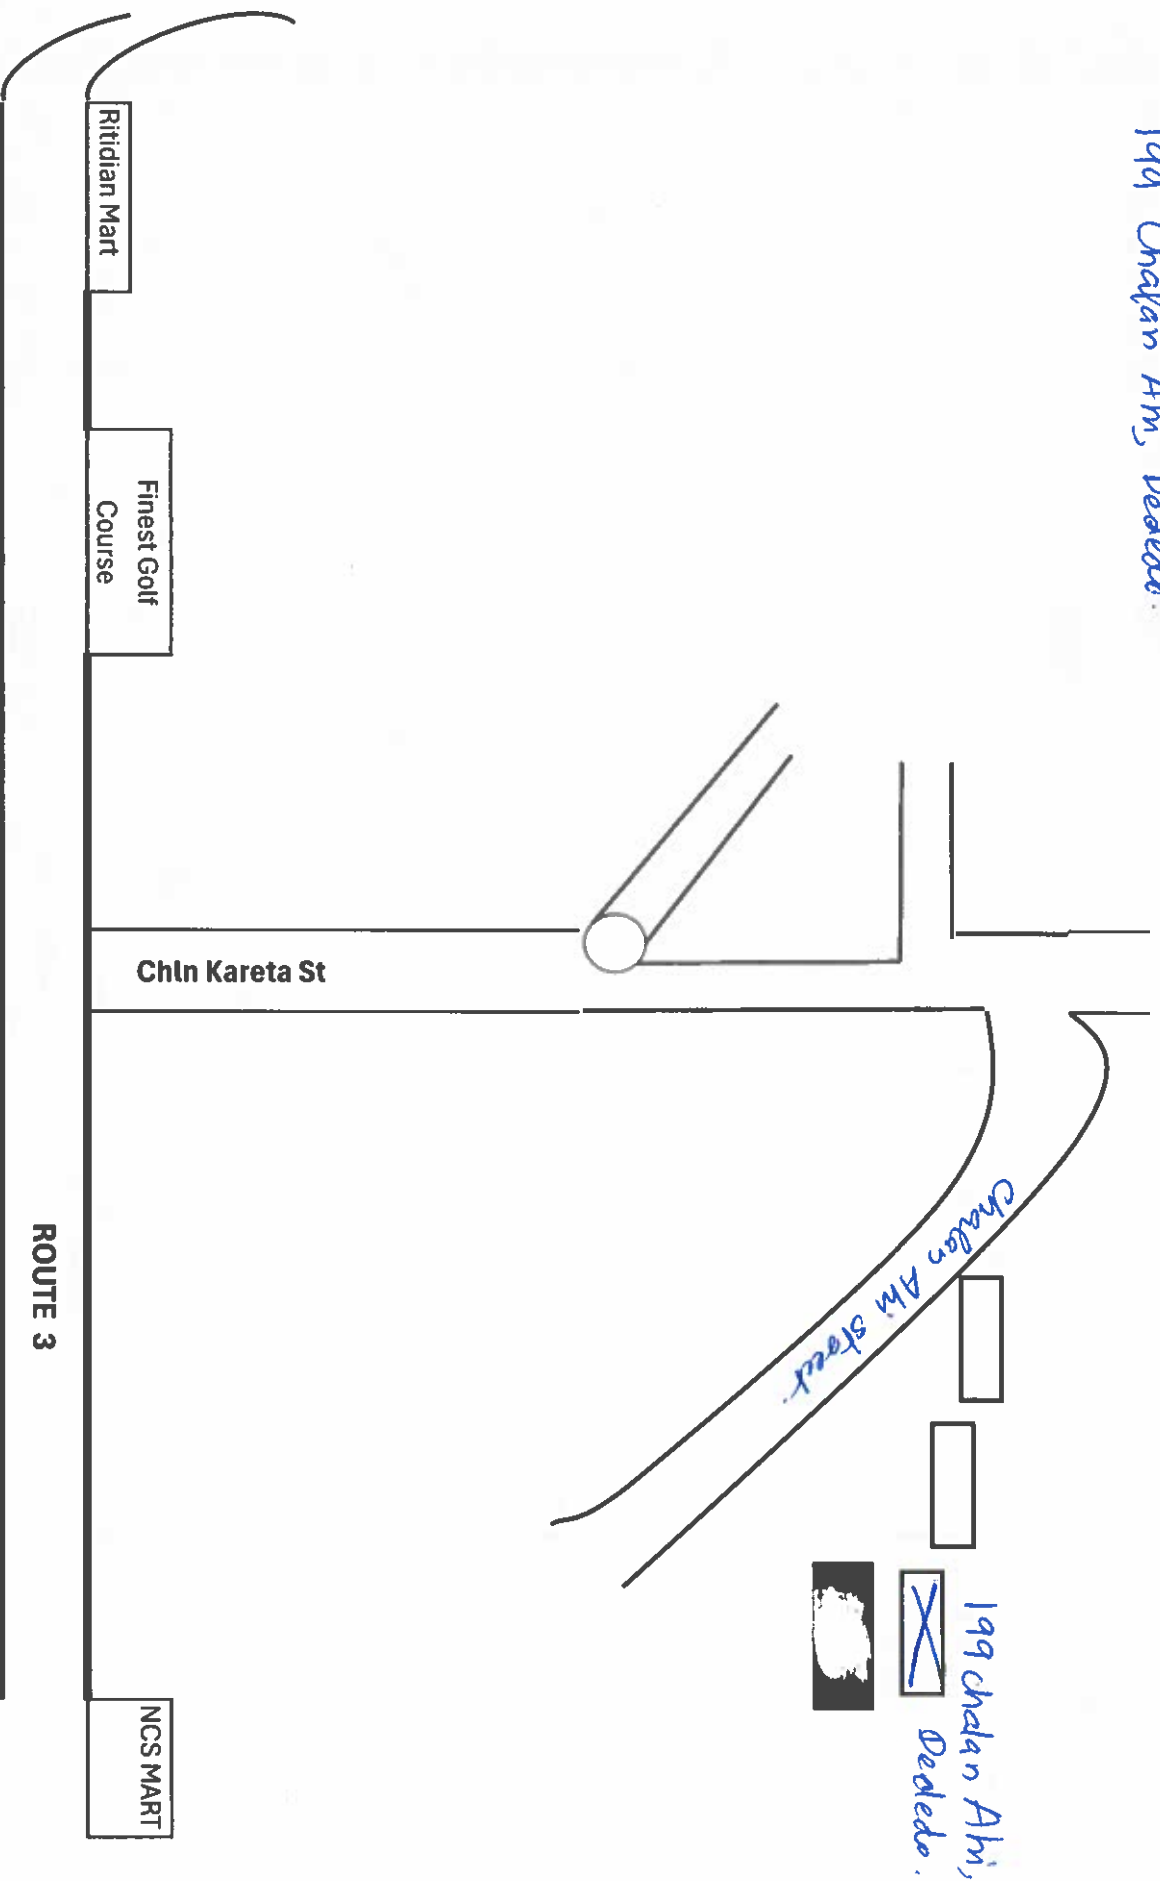 199 Chalan Ahi, Dededo.
Ritidian Mart
Finest Golf
Course
Chln Kareta St
Chalan Ahi Street.
199 chalan Ahi,
Dededo.
ROUTE 3
NCS MART